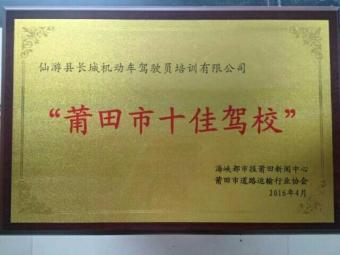 仙游县长城机动车驾驶员培训有限公司
“莆田市十佳驾校”
海峡都市报莆田新闻中心
莆田市道路运输行业协会
2016年4月